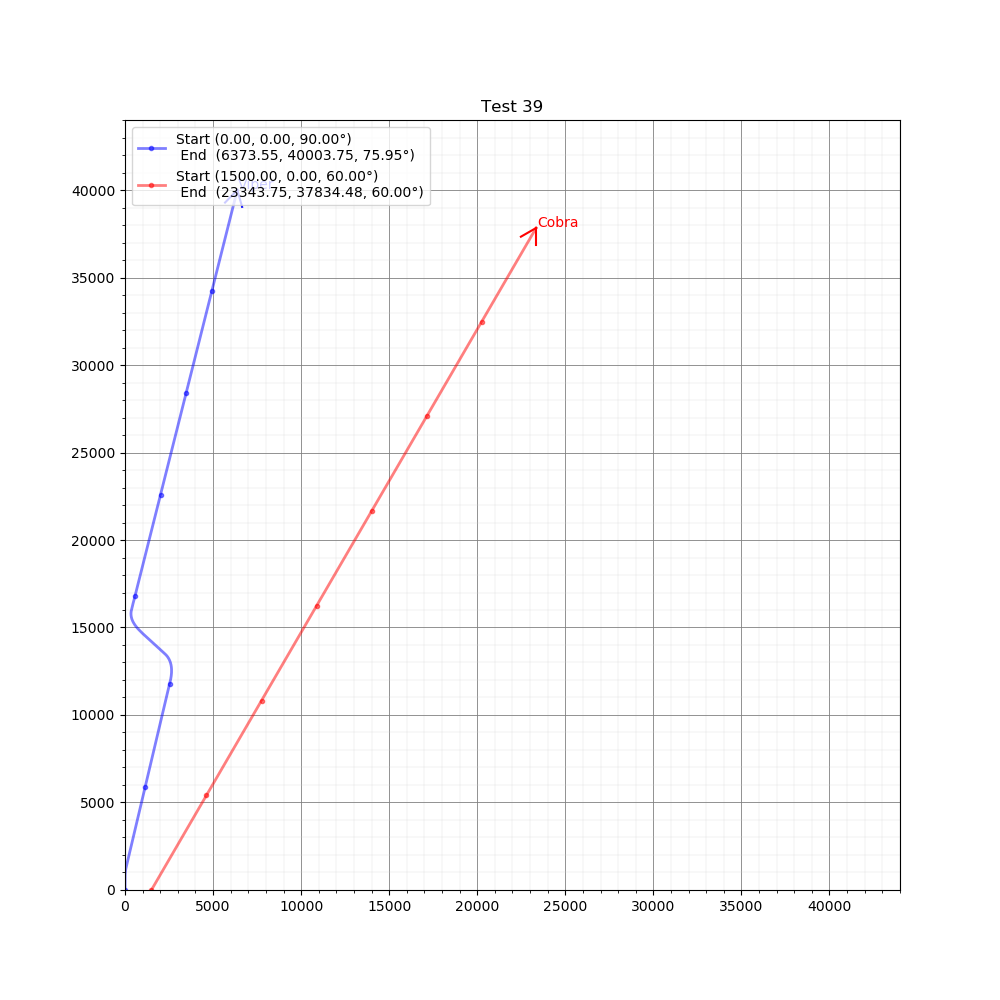 Test 39
Start (0.00, 0.00, 90.00°)
End  (6373.55, 40003.75, 75.95°)
Start (1500.00, 0.00, 60.00°)
End  (23343.75, 37834.48, 60.00°)
Cobra
40000
35000
30000
25000
20000
15000
10000
5000
0
0 5000 10000 15000 20000 25000 30000 35000 40000